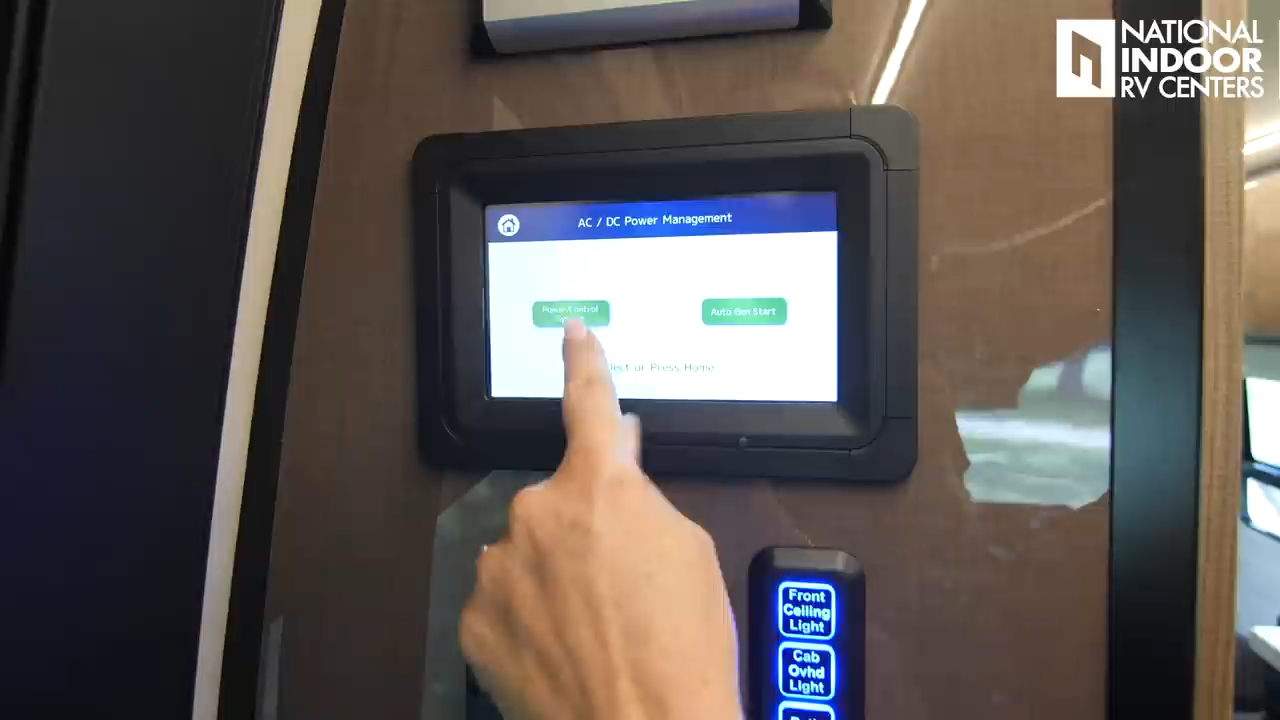 NATIONAL
INDOOR
RV CENTERS
AC / DC Power Management
Power Control
Auto Gen Start
or Press Home
Front
Ceiling
Light
Cab
Ovhd
Light